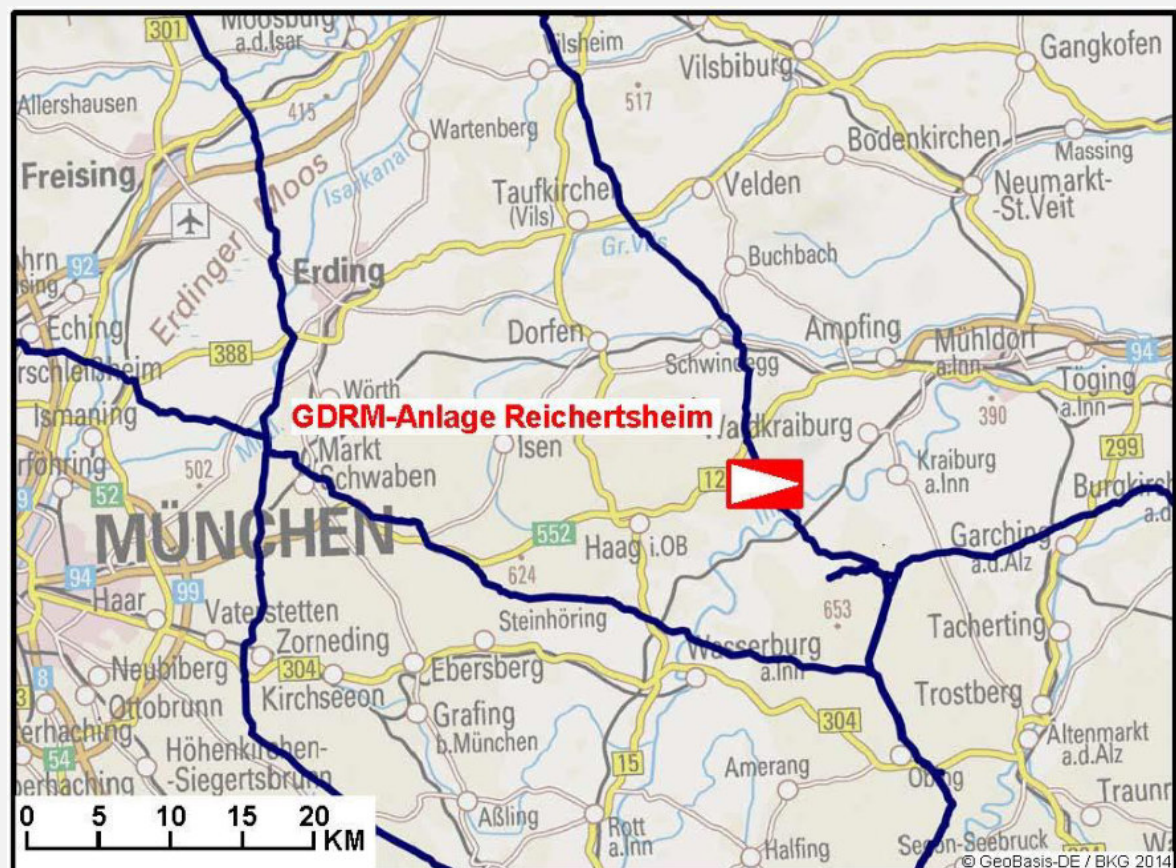 301
Moosburg
a.d.Isar
Vilsheim
Vilsbiburg
Gangkofen
Allershausen
415
517
Wartenberg
Bodenkirchen
Massing
Freising
Moos
Isarkanal
Taufkirchen
(Vils)
Velden
Neumarkt-
-St.Veit
Gr.Vils
92
Erdinger
Erding
Buchbach
Eching
388
Dorfen
Ampfing
Mühldorf
a.Inn
94
Schwindegg
Töging
a.Inn
Ismaning
Wörth
390
GDRM-Anlage Reichertsheim
Waldkraiburg
299
502
Markt
Schwaben
Isen
Kraiburg
a.Inn
52
12
MÜNCHEN
552
Haag i.OB
Garching
a.d.Alz
94
99
624
653
Haar
Vaterstetten
Steinhöring
Tacherting
Zorneding
Wasserburg
a.Inn
Neubiberg
304
Ebersberg
8
Ottobrunn
Kirchseeon
Trostberg
Grafing
b.München
304
54
Höhenkirchen-
-Siegertsbrunn
15
Altenmarkt
a.d.Alz
Amerang
Obing
0 5 10 15 20
KM
Aßling
Rott
a.Inn
Halfing
Seeon-Seebruck
© GeoBasis-DE / BKG 2014